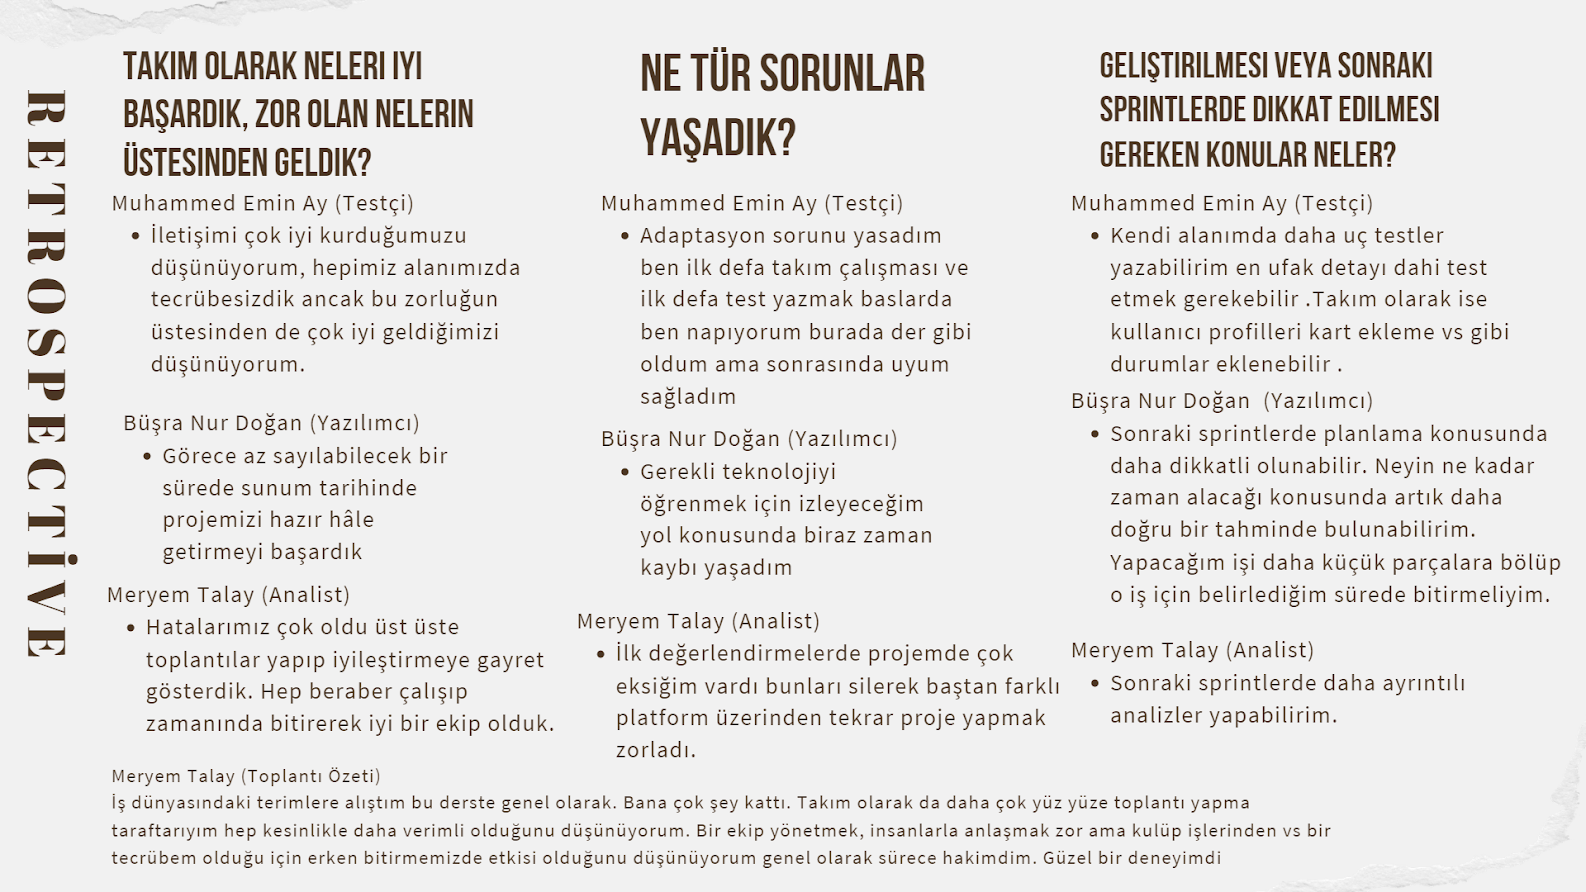 RETROSPECTİVE
TAKIM OLARAK NELERI IYI
BAŞARDIK, ZOR OLAN NELERIN
ÜSTESINDEN GELDIK?
Muhammed Emin Ay (Testçi)
• İletişimi çok iyi kurduğumuzu
düşünüyorum, hepimiz alanımızda
tecrübesizdik ancak bu zorluğun
üstesinden de çok iyi geldiğimizi
düşünüyorum.
Büşra Nur Doğan (Yazılımcı)
• Görece az sayılabilecek bir
sürede sunum tarihinde
projemizi hazır hâle
getirmeyi başardık
Meryem Talay (Analist)
• Hatalarımız çok oldu üst üste
toplantılar yapıp iyileştirmeye gayret
gösterdik. Hep beraber çalışıp
zamanında bitirerek iyi bir ekip olduk.
NE TÜR SORUNLAR
YAŞADIK?
Muhammed Emin Ay (Testçi)
• Adaptasyon sorunu yasadım
ben ilk defa takım çalışması ve
ilk defa test yazmak baslarda
ben napıyorum burada der gibi
oldum ama sonrasında uyum
sağladım
Büşra Nur Doğan (Yazılımcı)
• Gerekli teknolojiyi
öğrenmek için izleyeceğim
yol konusunda biraz zaman
kaybı yaşadım
Meryem Talay (Analist)
• İlk değerlendirmelerde projemde çok
eksiğim vardı bunları silerek baştan farklı
platform üzerinden tekrar proje yapmak
zorladı.
GELIŞTIRILMESI VEYA SONRAKI
SPRINTLERDE DIKKAT EDILMESI
GEREKEN KONULAR NELER?
Muhammed Emin Ay (Testçi)
• Kendi alanımda daha uç testler
yazabilirim en ufak detayı dahi test
etmek gerekebilir .Takım olarak ise
kullanıcı profilleri kart ekleme vs gibi
durumlar eklenebilir .
Büşra Nur Doğan  (Yazılımcı)
• Sonraki sprintlerde planlama konusunda
daha dikkatli olunabilir. Neyin ne kadar
zaman alacağı konusunda artık daha
doğru bir tahminde bulunabilirim.
Yapacağım işi daha küçük parçalara bölüp
o iş için belirlediğim sürede bitirmeliyim.
Meryem Talay (Analist)
• Sonraki sprintlerde daha ayrıntılı
analizler yapabilirim.
Meryem Talay (Toplantı Özeti)
İş dünyasındaki terimlere alıştım bu derste genel olarak. Bana çok şey kattı. Takım olarak da daha çok yüz yüze toplantı yapma
taraftarıyım hep kesinlikle daha verimli olduğunu düşünüyorum. Bir ekip yönetmek, insanlarla anlaşmak zor ama kulüp işlerinden vs bir
tecrübem olduğu için erken bitirmemizde etkisi olduğunu düşünüyorum genel olarak sürece hakimdim. Güzel bir deneyimdi